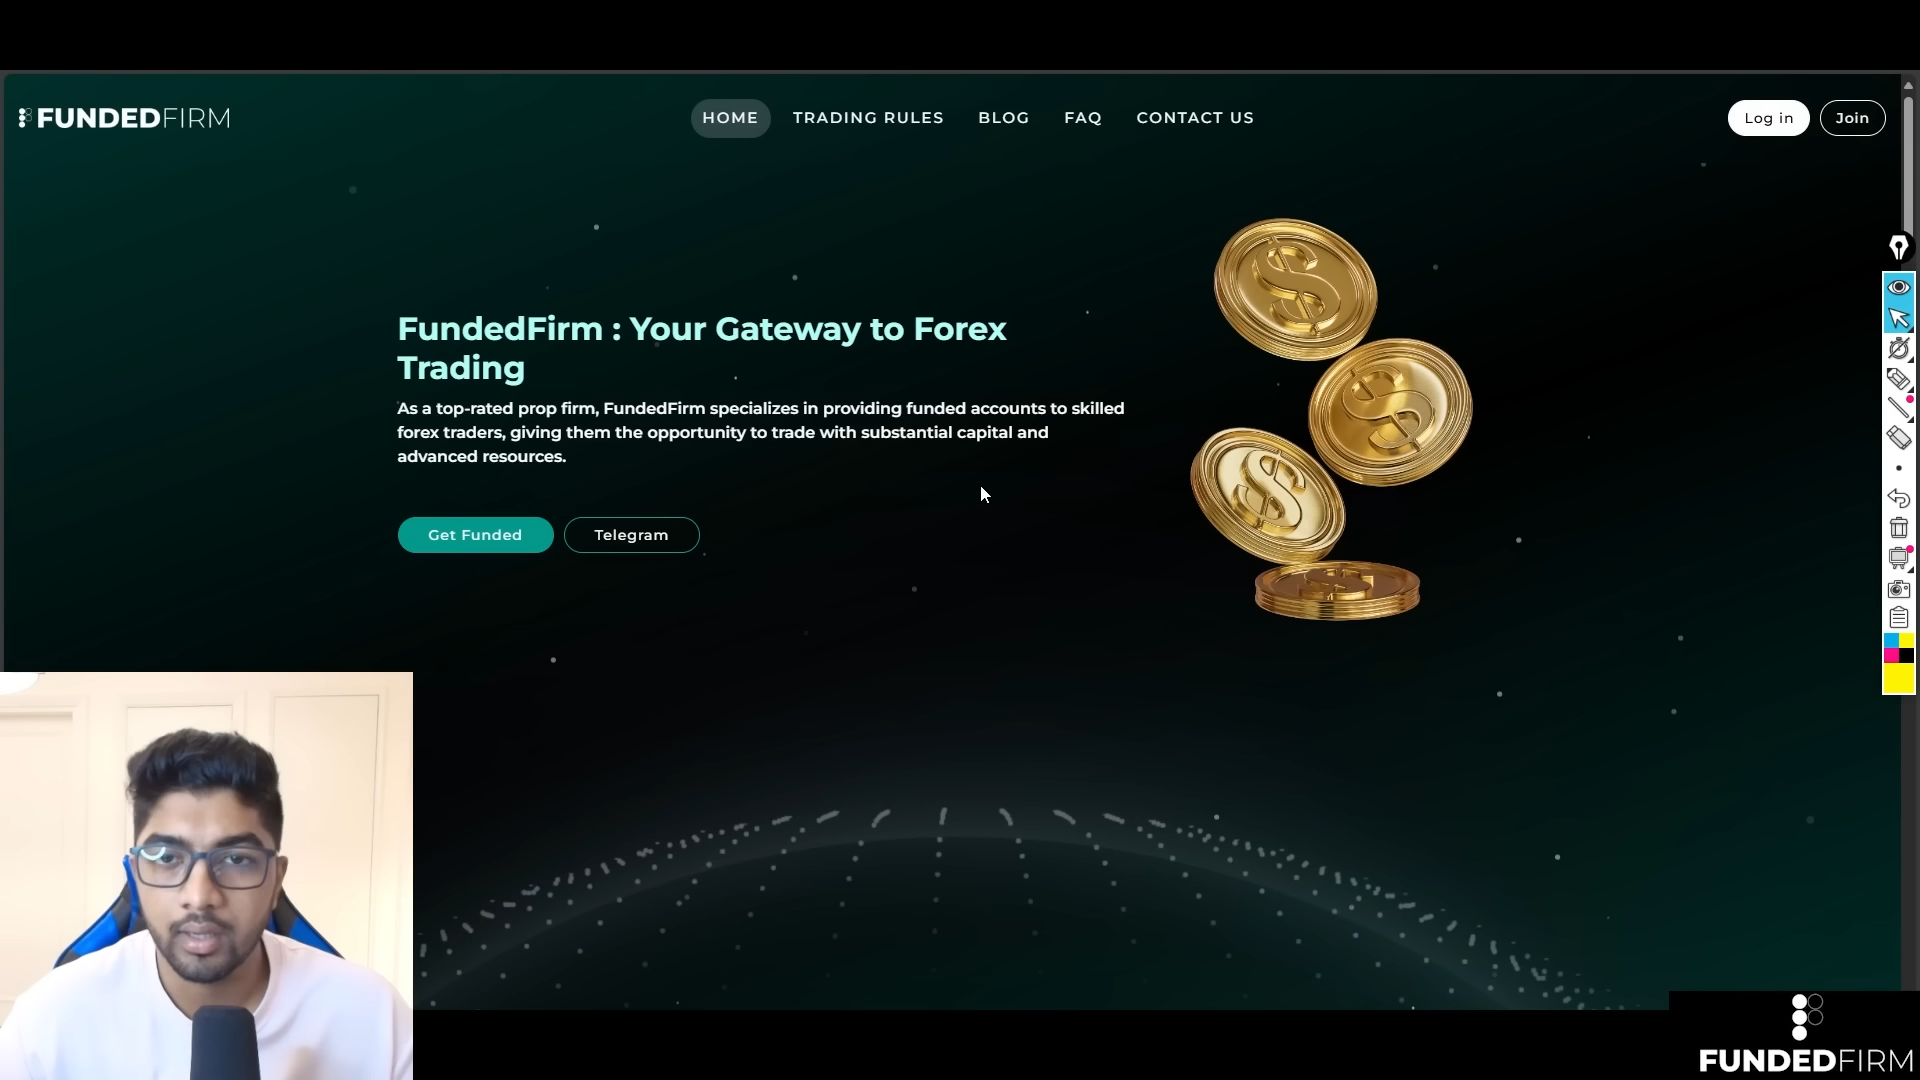 FUNDEDFIRM
HOME
TRADING RULES
BLOG
FAQ
CONTACT US
Log in
Join
FundedFirm : Your Gateway to Forex
Trading
As a top-rated prop firm, FundedFirm specializes in providing funded accounts to skilled
forex traders, giving them the opportunity to trade with substantial capital and
advanced resources.
Get Funded
Telegram
$
$
$
$
FUNDEDFIRM